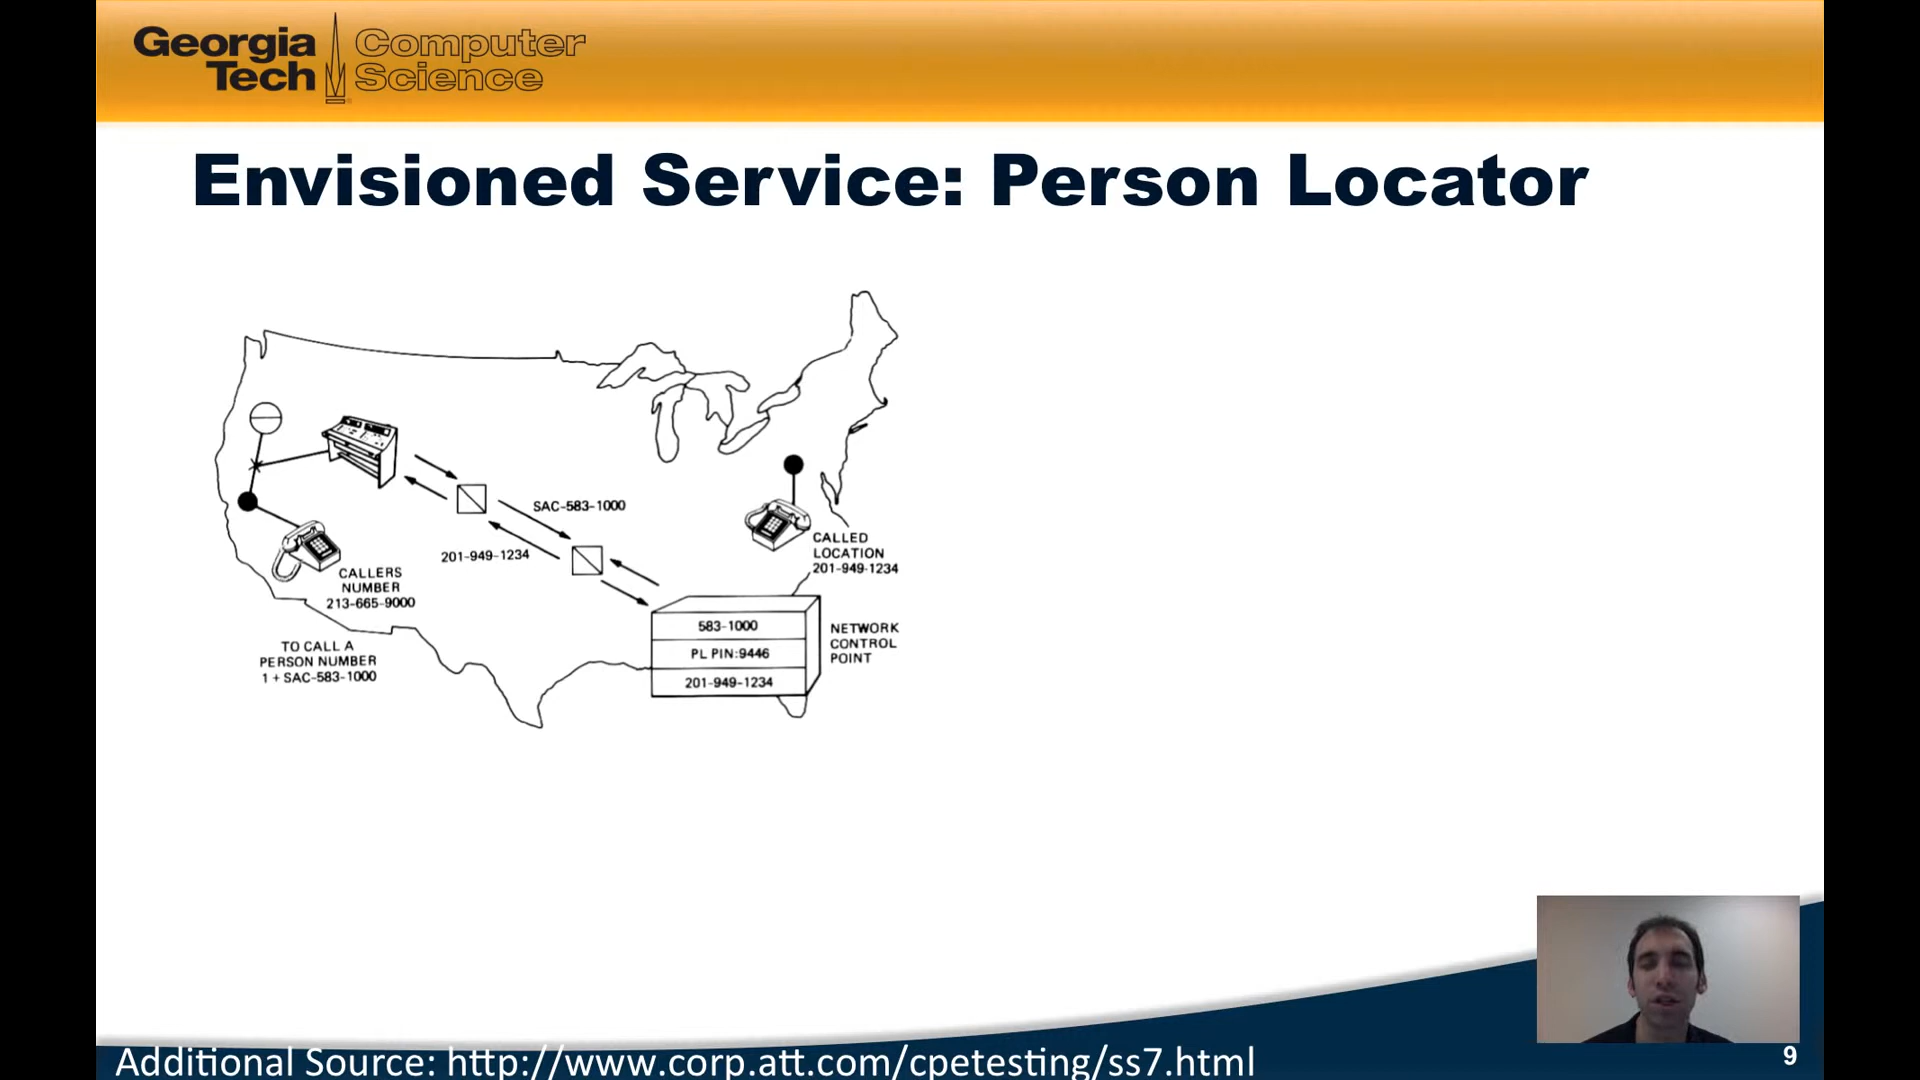 Georgia Tech
Computer Science
Envisioned Service: Person Locator
SAC-583-1000
201-949-1234
CALLERS
NUMBER
213-665-9000
TO CALL A
PERSON NUMBER
1 + SAC-583-1000
CALLED
LOCATION
201-949-1234
583-1000
PL PIN:9446
201-949-1234
NETWORK
CONTROL
POINT
Additional Source: http://www.corp.att.com/cpetesting/ss7.html
9